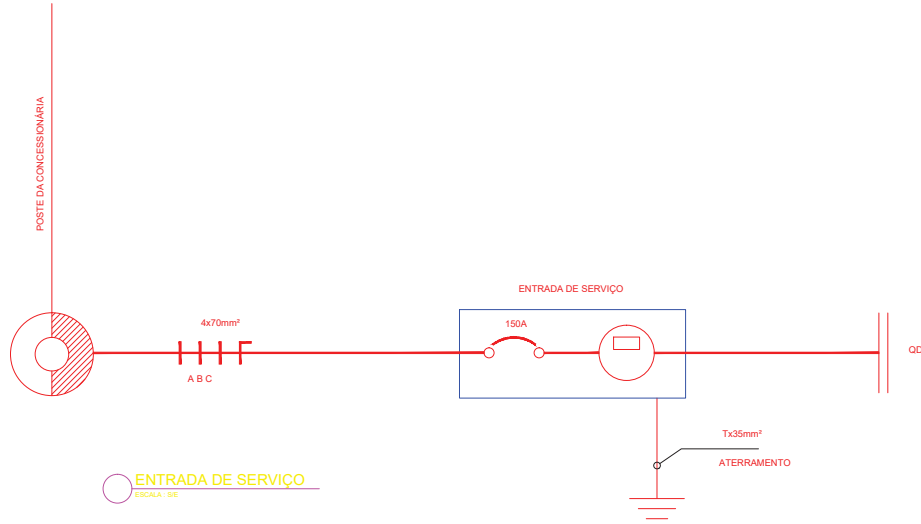 POSTE DA CONCESSIONÁRIA
ENTRADA DE SERVIÇO
4x70mm²
150A
QD
A B C
Tx35mm²
ATERRAMENTO
ENTRADA DE SERVIÇO
ESCALA : S/E